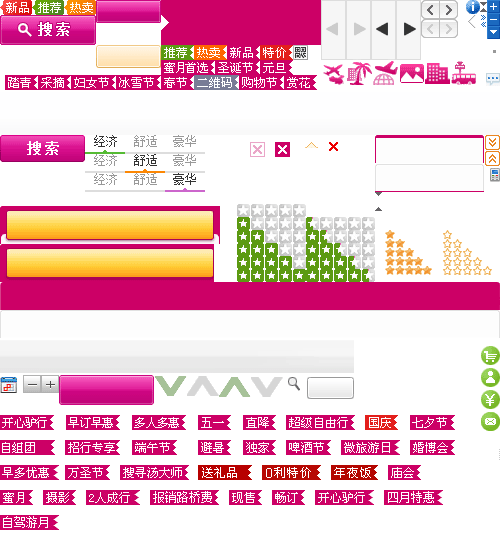 新品 推荐 热卖
搜索
推荐 热卖 新品 特价
蜜月首选 圣诞节 元旦
踏青 采摘 妇女节 冰雪节 春节 二维码 购物节 赏花
搜索
经济 舒适 豪华
经济 舒适 豪华
经济 舒适 豪华
开心驴行 早订早惠 多人多惠 五一 直降 超级自由行 国庆 七夕节
自组团 招行专享 端午节 避暑 独家 啤酒节 微旅游日 婚博会
早多优惠 万圣节 搜寻汤大师 送礼品 0利特价 年夜饭 庙会
蜜月 摄影 2人成行 报销路桥费 现售 畅订 开心驴行 四月特惠
自驾游月